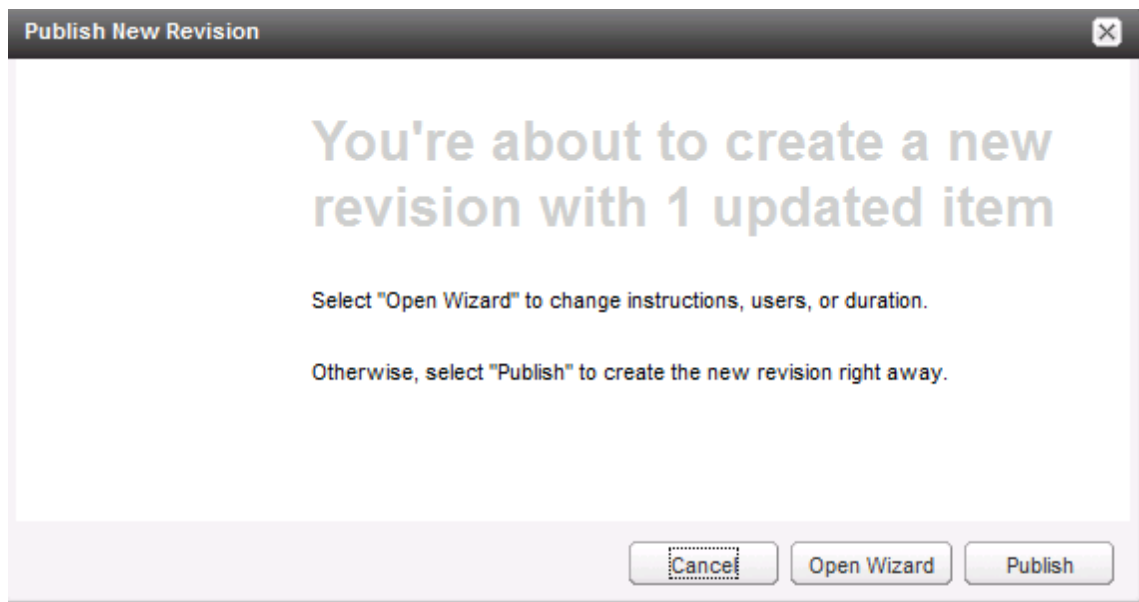 Publish New Revision
You're about to create a new
revision with 1 updated item
Select "Open Wizard" to change instructions, users, or duration.
Otherwise, select "Publish" to create the new revision right away.
Cancel Open Wizard Publish